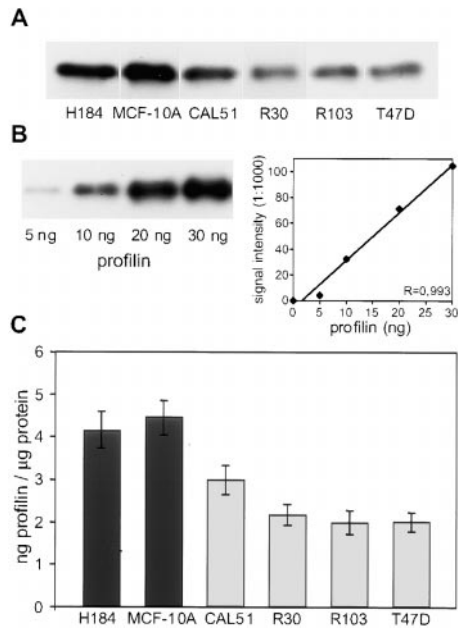 A
H184 MCF-10A CAL51 R30 R103 T47D
B
5 ng 10 ng 20 ng 30 ng
profilin
signal intensity (1:1000)
100
80
60
40
20
0
0 5 10 15 20 25 30
R=0,993
profilin (ng)
C
ng profilin / µg protein
6
5
4
3
2
1
0
H184 MCF-10A CAL51 R30 R103 T47D